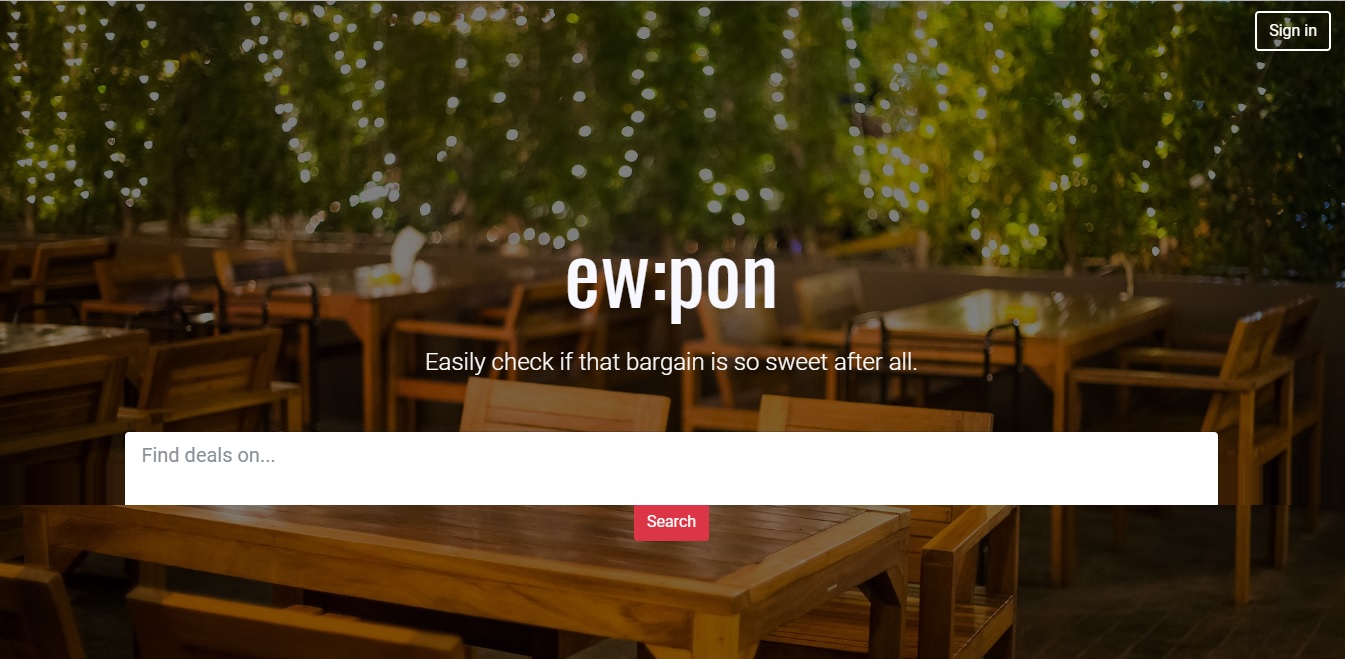 Sign in
ew:pon
Easily check if that bargain is so sweet after all.
Find deals on...
Search